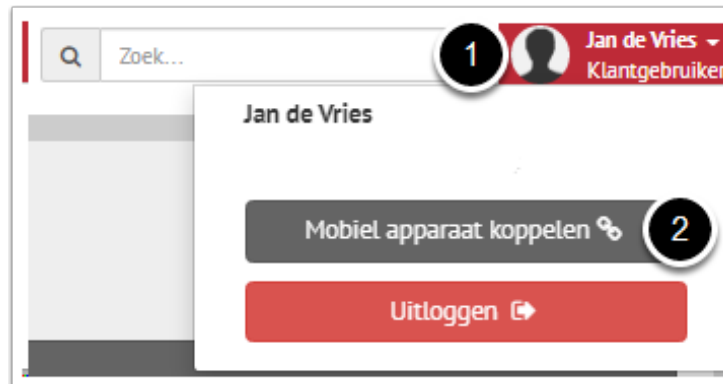 Zoek...
1
Jan de Vries
Klantgebruiker
Jan de Vries
Mobiel apparaat koppelen
2
Uitloggen